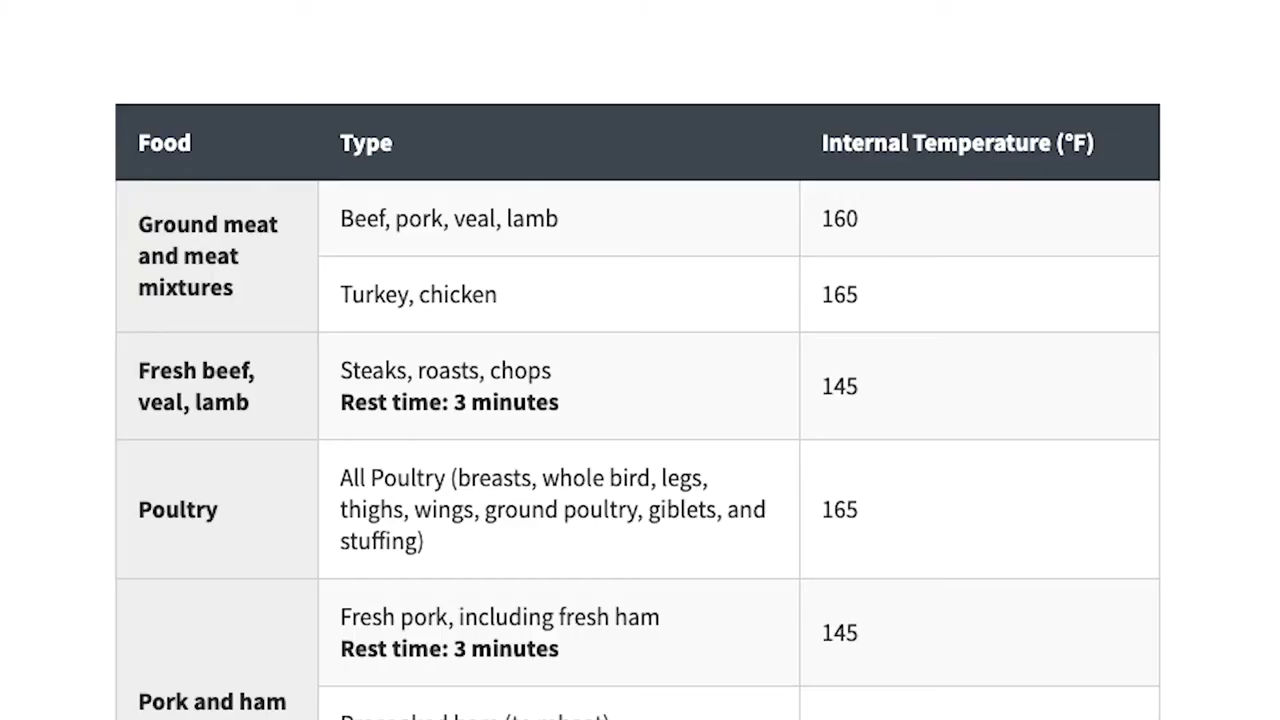 Food Type Internal Temperature (°F)
Ground meat
and meat
mixtures
Beef, pork, veal, lamb 160
Turkey, chicken 165
Fresh beef,
veal, lamb
Steaks, roasts, chops
Rest time: 3 minutes
145
Poultry
All Poultry (breasts, whole bird, legs,
thighs, wings, ground poultry, giblets, and
stuffing)
165
Pork and ham
Fresh pork, including fresh ham
Rest time: 3 minutes
145